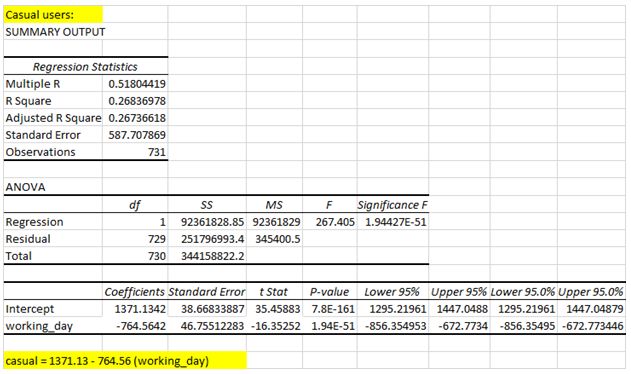 Casual users:
SUMMARY OUTPUT
Regression Statistics
Multiple R 0.51804419
R Square 0.26836978
Adjusted R Square 0.26736618
Standard Error 587.707869
Observations 731
ANOVA
df SS MS F Significance F
Regression 1 92361828.85 92361829 267.405 1.94427E-51
Residual 729 251796993.4 345400.5
Total 730 344158822.2
Coefficients Standard Error t Stat P-value Lower 95% Upper 95% Lower 95.0% Upper 95.0%
Intercept 1371.1342 38.66833887 35.45883 7.8E-161 1295.21961 1447.0488 1295.21961 1447.04879
working_day -764.5642 46.75512283 -16.35252 1.94E-51 -856.354953 -672.7734 -856.35495 -672.773446
casual = 1371.13 - 764.56 (working_day)